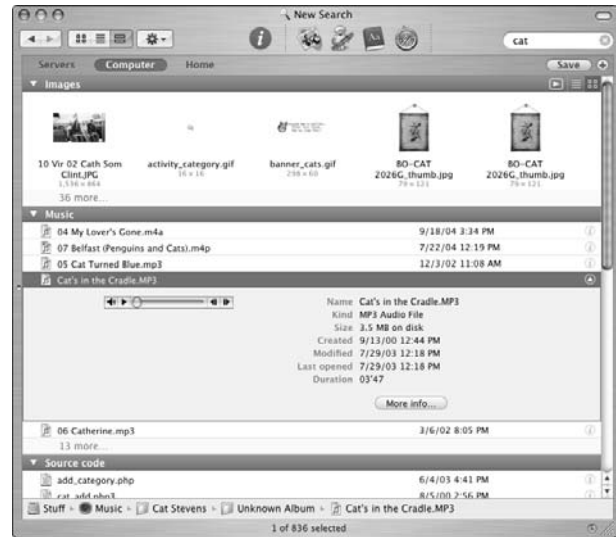 New Search
cat
Servers Computer Home Save
Images
10 Vir 02 Cath Som Clint.JPG
1,536 × 864
activity_category.gif
16 × 16
banner_cats.gif
298 × 60
BO-CAT 2026G_thumb.jpg
79 × 121
BO-CAT 2026G_thumb.jpg
79 × 121
36 more...
Music
04 My Lover's Gone.m4a 9/18/04 3:34 PM
07 Belfast (Penguins and Cats).m4p 7/22/04 12:19 PM
05 Cat Turned Blue.mp3 12/3/02 11:08 AM
Cat's in the Cradle.MP3
Name Cat's in the Cradle.MP3
Kind MP3 Audio File
Size 3.5 MB on disk
Created 9/13/00 12:44 PM
Modified 7/29/03 12:18 PM
Last opened 7/29/03 12:18 PM
Duration 03'47
More info...
06 Catherine.mp3 3/6/02 8:05 PM
13 more...
Source code
add_category.php 6/4/03 4:41 PM
cat_add.php3 8/5/00 2:56 PM
Stuff Music Cat Stevens Unknown Album Cat's in the Cradle.MP3
1 of 836 selected